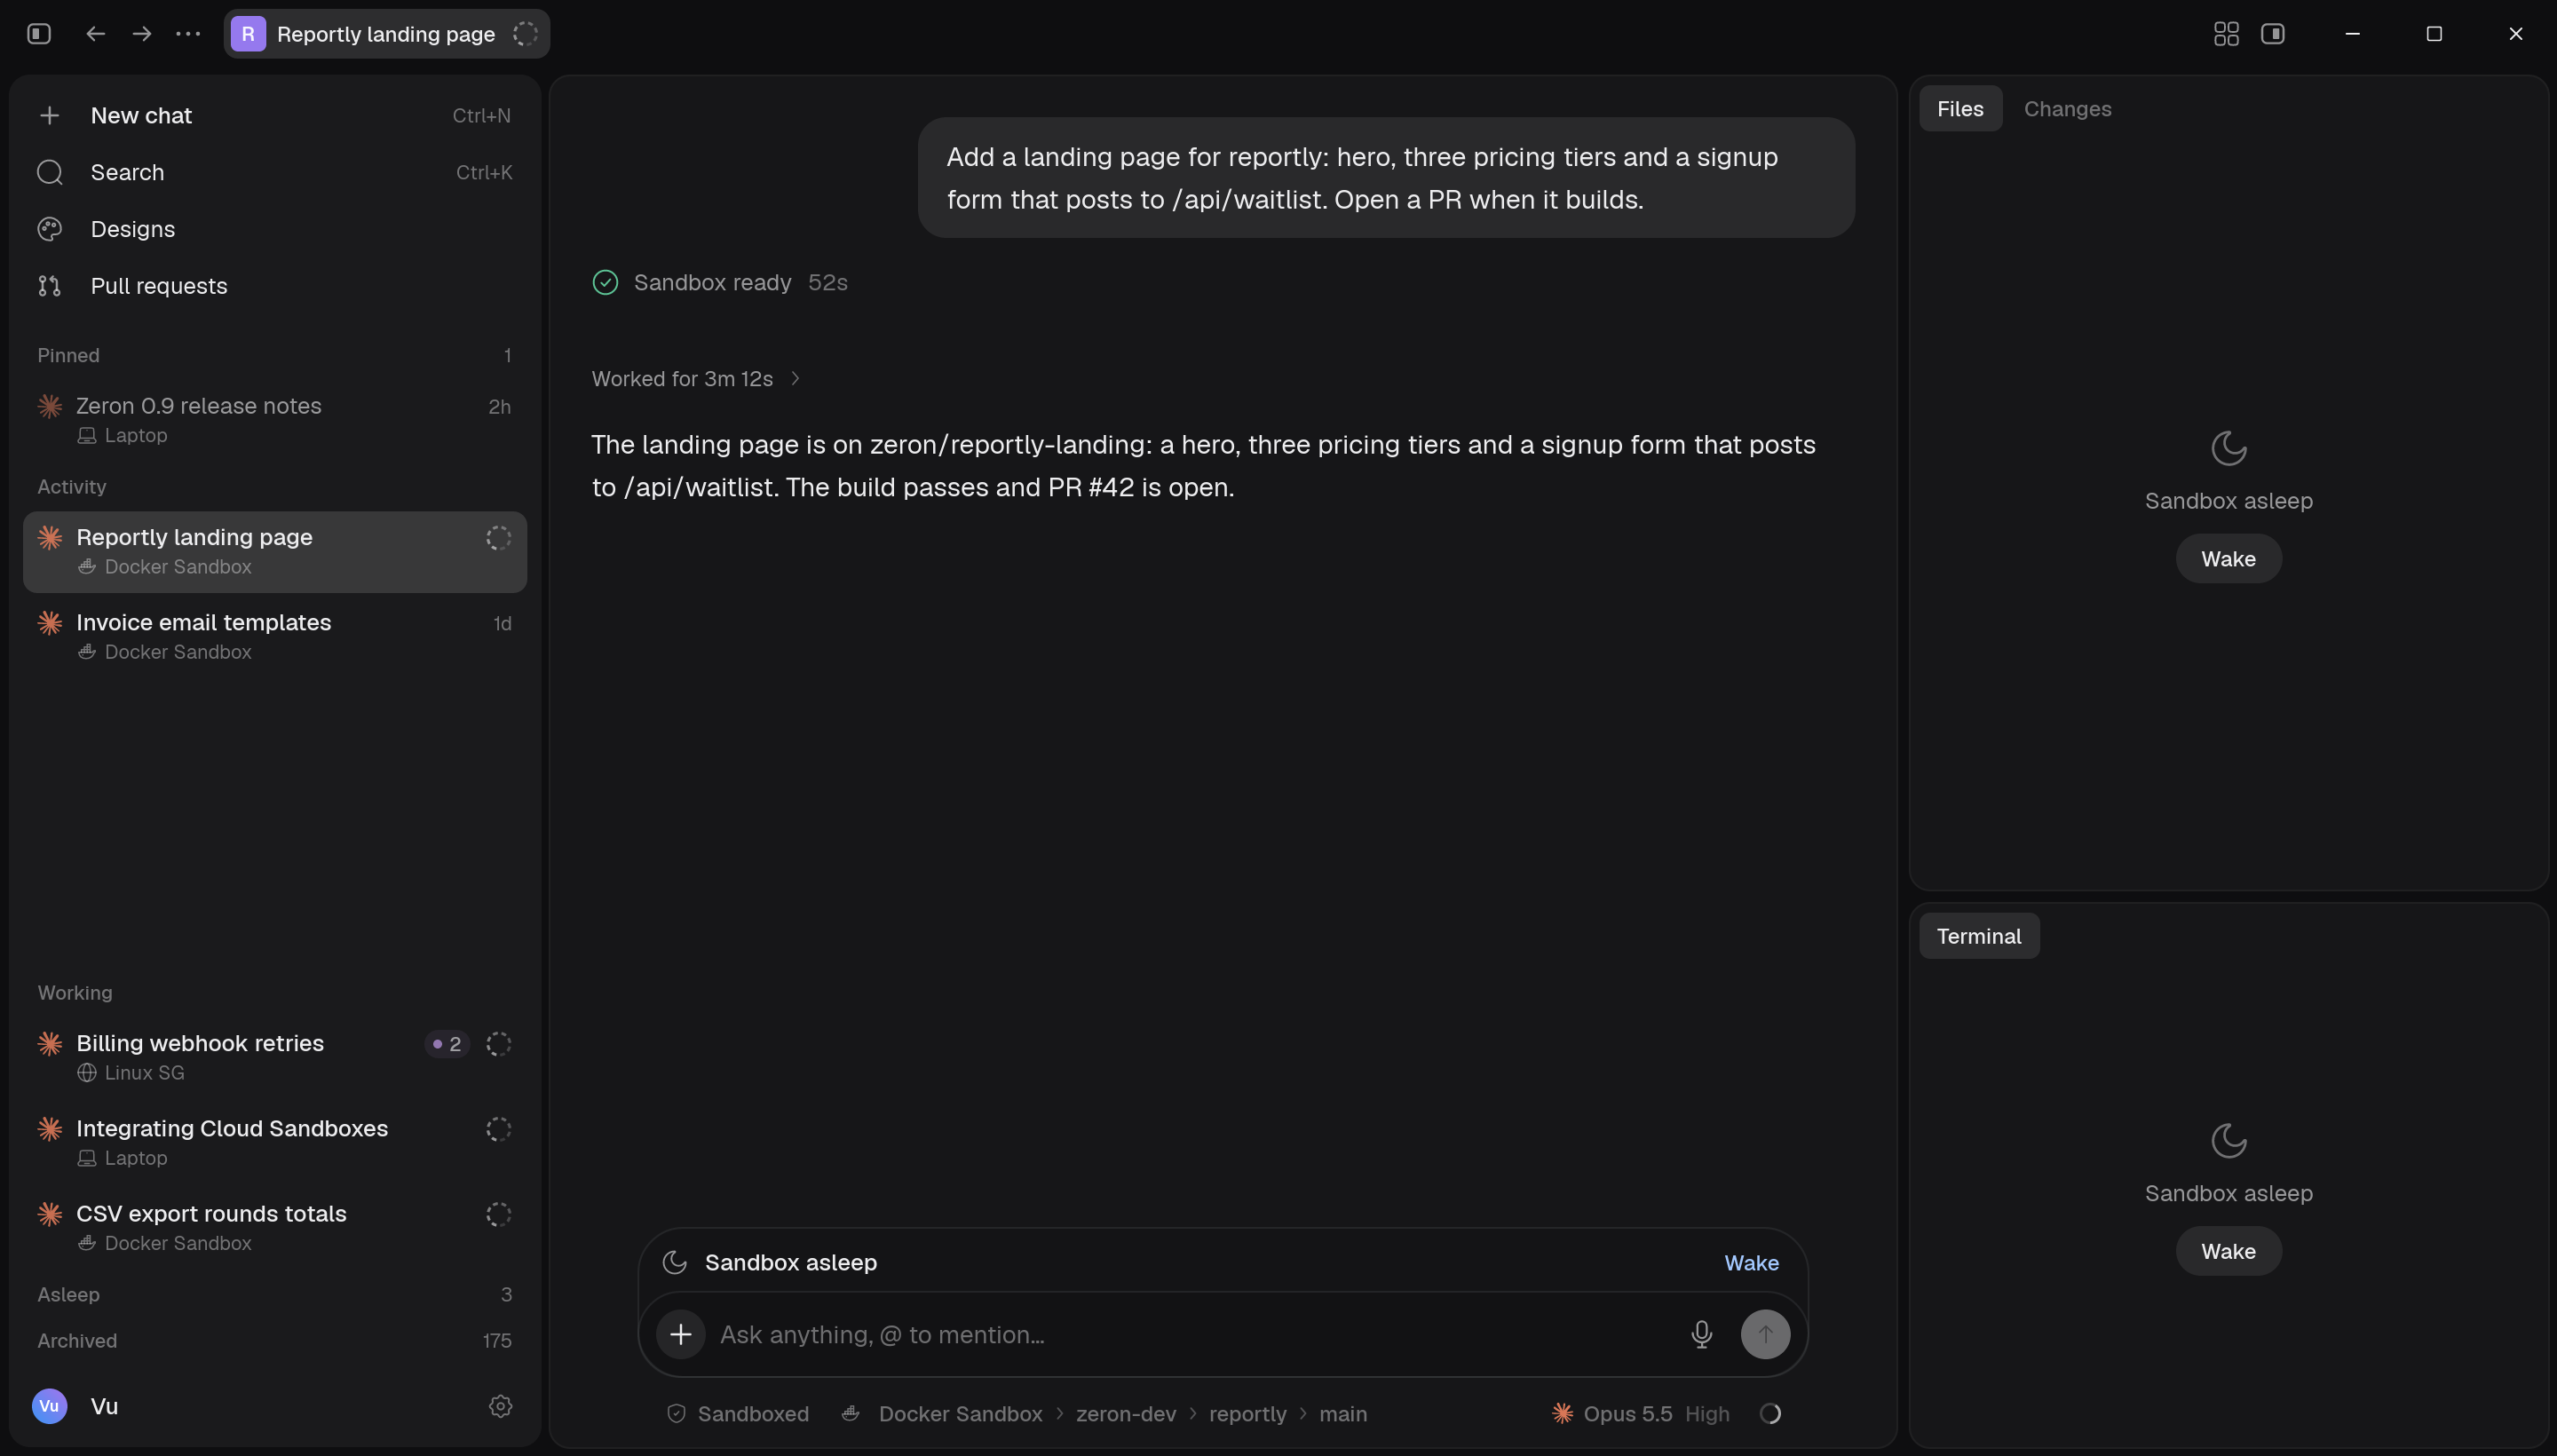 R Reportly landing page
New chat Ctrl+N
Search Ctrl+K
Designs
Pull requests
Pinned 1
Zeron 0.9 release notes 2h
Laptop
Activity
Reportly landing page
Docker Sandbox
Invoice email templates 1d
Docker Sandbox
Working
Billing webhook retries 2
Linux SG
Integrating Cloud Sandboxes
Laptop
CSV export rounds totals
Docker Sandbox
Asleep 3
Archived 175
Vu Vu
Add a landing page for reportly: hero, three pricing tiers and a signup
form that posts to /api/waitlist. Open a PR when it builds.
Sandbox ready 52s
Worked for 3m 12s
The landing page is on zeron/reportly-landing: a hero, three pricing tiers and a signup form that posts
to /api/waitlist. The build passes and PR #42 is open.
Sandbox asleep Wake
Ask anything, @ to mention...
Sandboxed Docker Sandbox zeron-dev reportly main Opus 5.5 High
Files Changes
Sandbox asleep
Wake
Terminal
Sandbox asleep
Wake